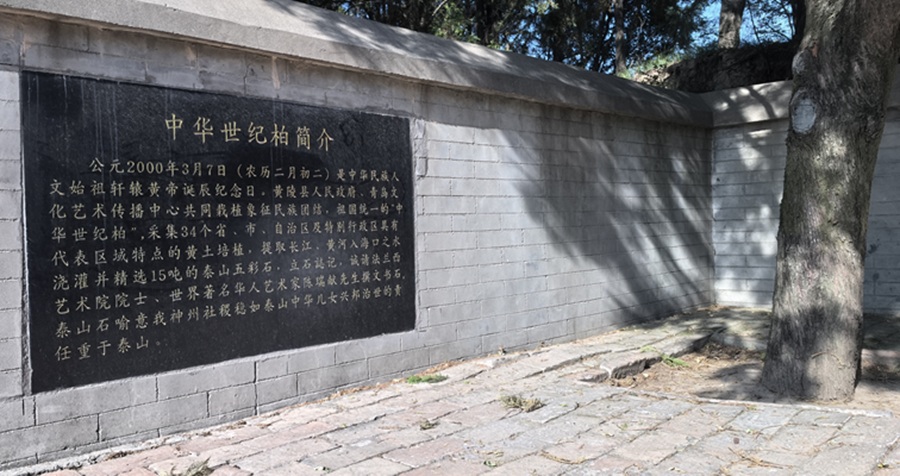 中华世纪柏简介
公元2000年3月7日（农历二月初二）是中华民族人
文始祖轩辕黄帝诞辰纪念日。黄陵县人民政府、青岛文
化艺术传播中心共同栽植象征民族团结，祖国统一的“中
华世纪柏”，采集34个省、市、自治区及特别行政区具有
代表区域特点的黄土培植，提取长江、黄河入海口之水
浇灌并精选15吨的泰山五彩石，立石誌记，诚请法兰西
艺术院院士、世界著名华人艺术家陈瑞献先生撰文书石，
泰山石喻意我神州社稷稳如泰山中华儿女兴邦治世的责
任重于泰山。